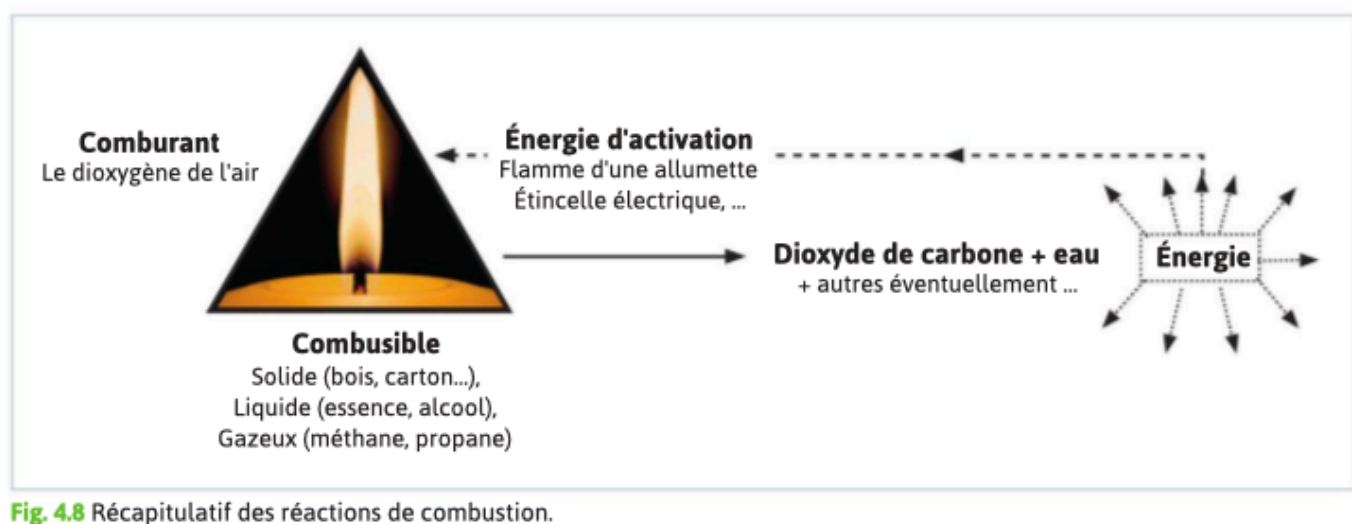 Comburant
Le dioxygène de l'air
Énergie d'activation
Flamme d'une allumette
Étincelle électrique, ...
Dioxyde de carbone + eau
+ autres éventuellement ...
Énergie
Combusible
Solide (bois, carton...),
Liquide (essence, alcool),
Gazeux (méthane, propane)
Fig. 4.8 Récapitulatif des réactions de combustion.